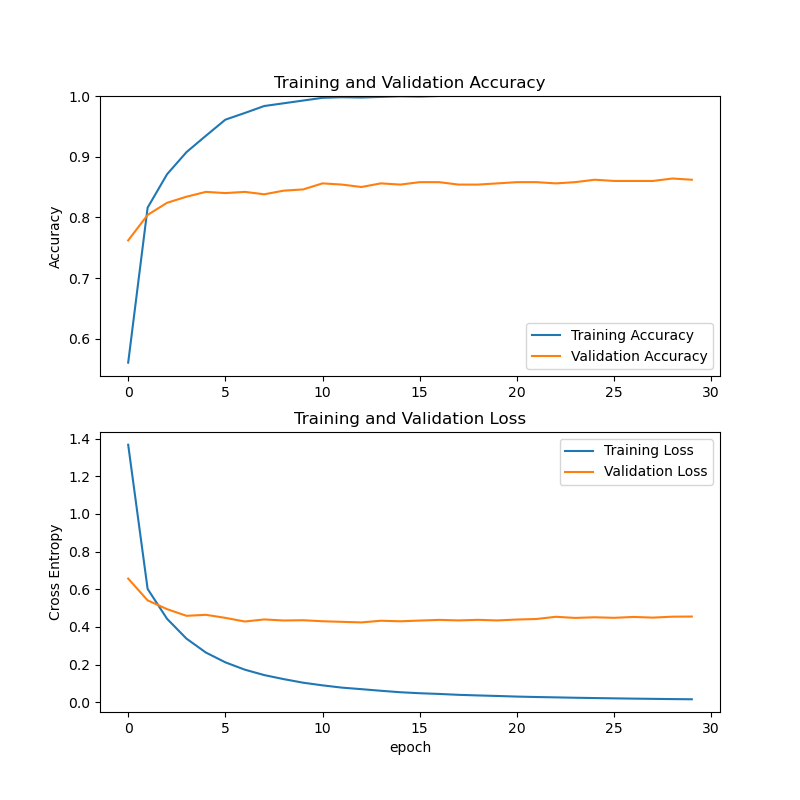 Training and Validation Accuracy
1.0
0.9
0.8
0.7
0.6
Accuracy
Training Accuracy
Validation Accuracy
0 5 10 15 20 25 30
Training and Validation Loss
1.4
1.2
1.0
0.8
0.6
0.4
0.2
0.0
Cross Entropy
Training Loss
Validation Loss
0 5 10 15 20 25 30
epoch